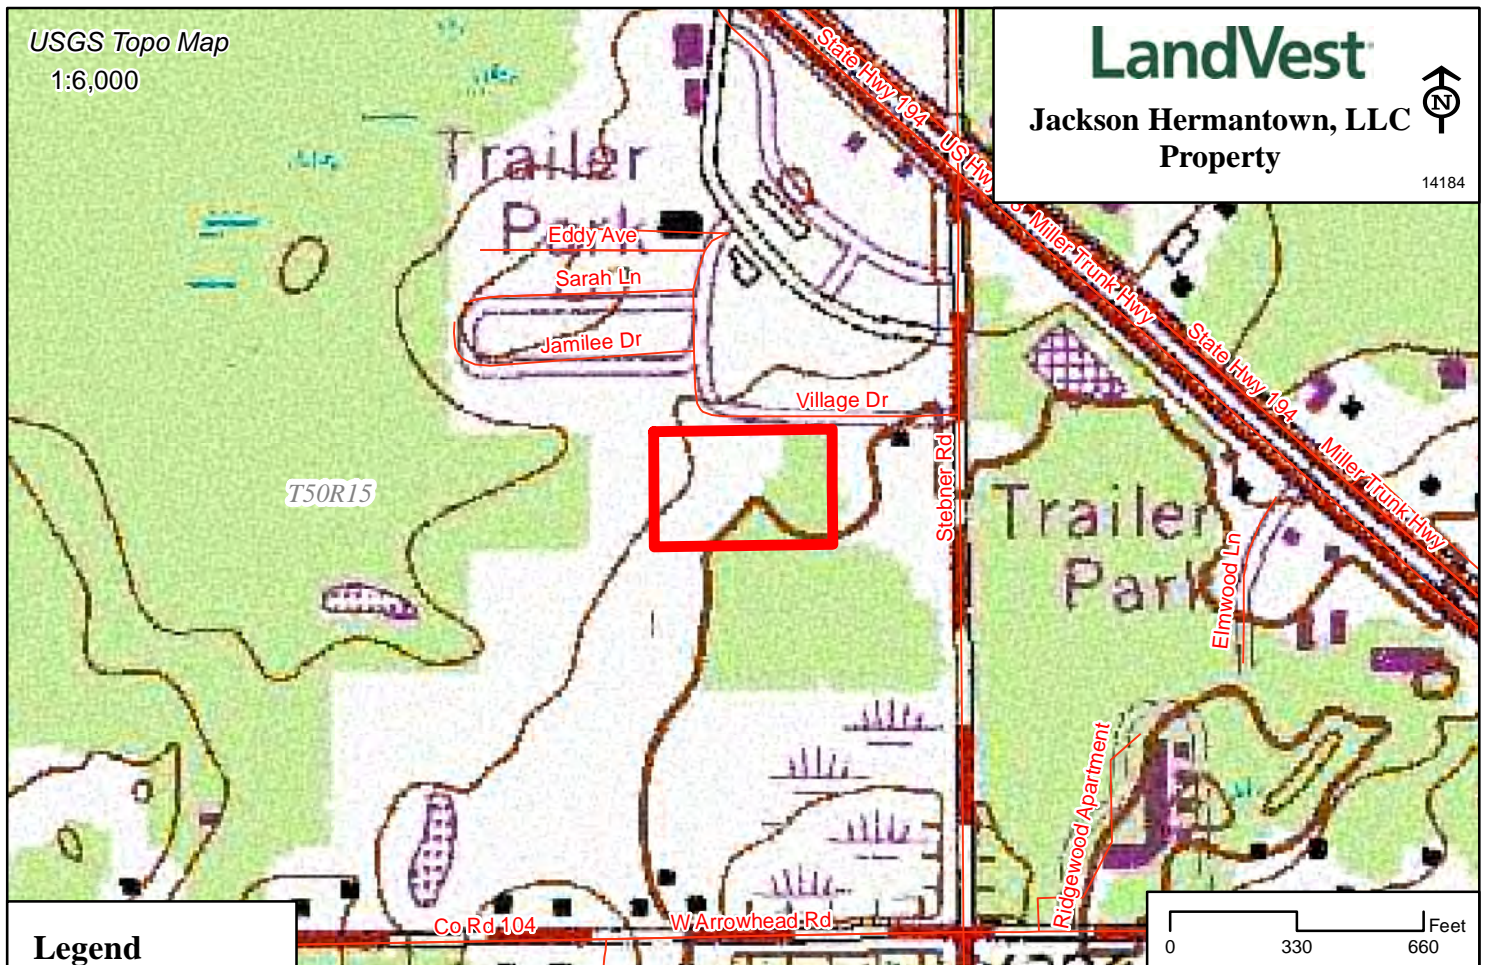 USGS Topo Map
1:6,000
LandVest
Jackson Hermantown, LLC
Property
14184
N
State Hwy 194
US Hwy
Miller Trunk Hwy
State Hwy 194
Miller Trunk Hwy
Trailer
Park
Eddy Ave
Sarah Ln
Jamilee Dr
Village Dr
Stebner Rd
T50R15
Trailer
Park
Elmwood Ln
Ridgewood Apartment
Co Rd 104
W Arrowhead Rd
Legend
Feet
0 330 660